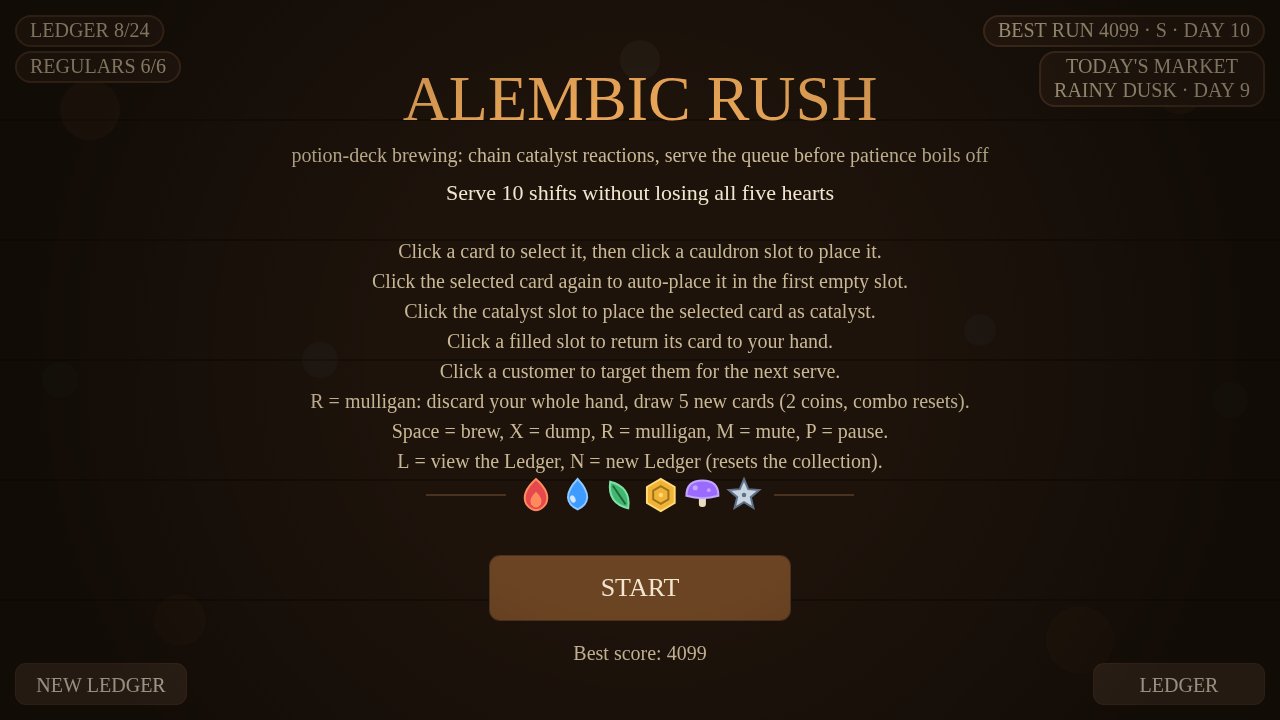 LEDGER 8/24
REGULARS 6/6
BEST RUN 4099 · S · DAY 10
TODAY'S MARKET
RAINY DUSK · DAY 9
ALEMBIC RUSH
potion-deck brewing: chain catalyst reactions, serve the queue before patience boils off
Serve 10 shifts without losing all five hearts
Click a card to select it, then click a cauldron slot to place it.
Click the selected card again to auto-place it in the first empty slot.
Click the catalyst slot to place the selected card as catalyst.
Click a filled slot to return its card to your hand.
Click a customer to target them for the next serve.
R = mulligan: discard your whole hand, draw 5 new cards (2 coins, combo resets).
Space = brew, X = dump, R = mulligan, M = mute, P = pause.
L = view the Ledger, N = new Ledger (resets the collection).
START
Best score: 4099
NEW LEDGER
LEDGER